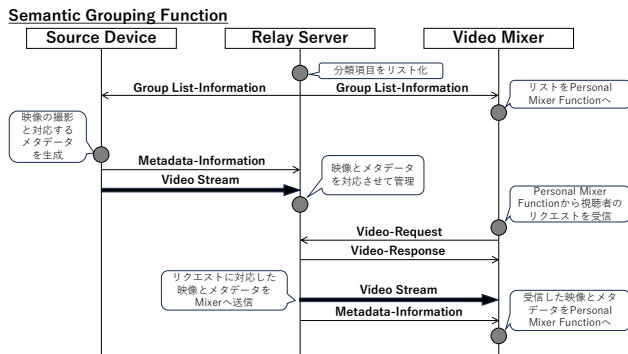 Semantic Grouping Function
Source Device
Relay Server
Video Mixer
分類項目をリスト化
Group List-Information
Group List-Information
リストをPersonal
Mixer Functionへ
映像の撮影
と対応する
メタデータ
を生成
Metadata-Information
映像とメタデータ
を対応させて管理
Video Stream
Personal Mixer
Functionから視聴者の
リクエストを受信
Video-Request
Video-Response
リクエストに対応した
映像とメタデータを
Mixerへ送信
Video Stream
受信した映像とメタ
データをPersonal
Mixer Functionへ
Metadata-Information